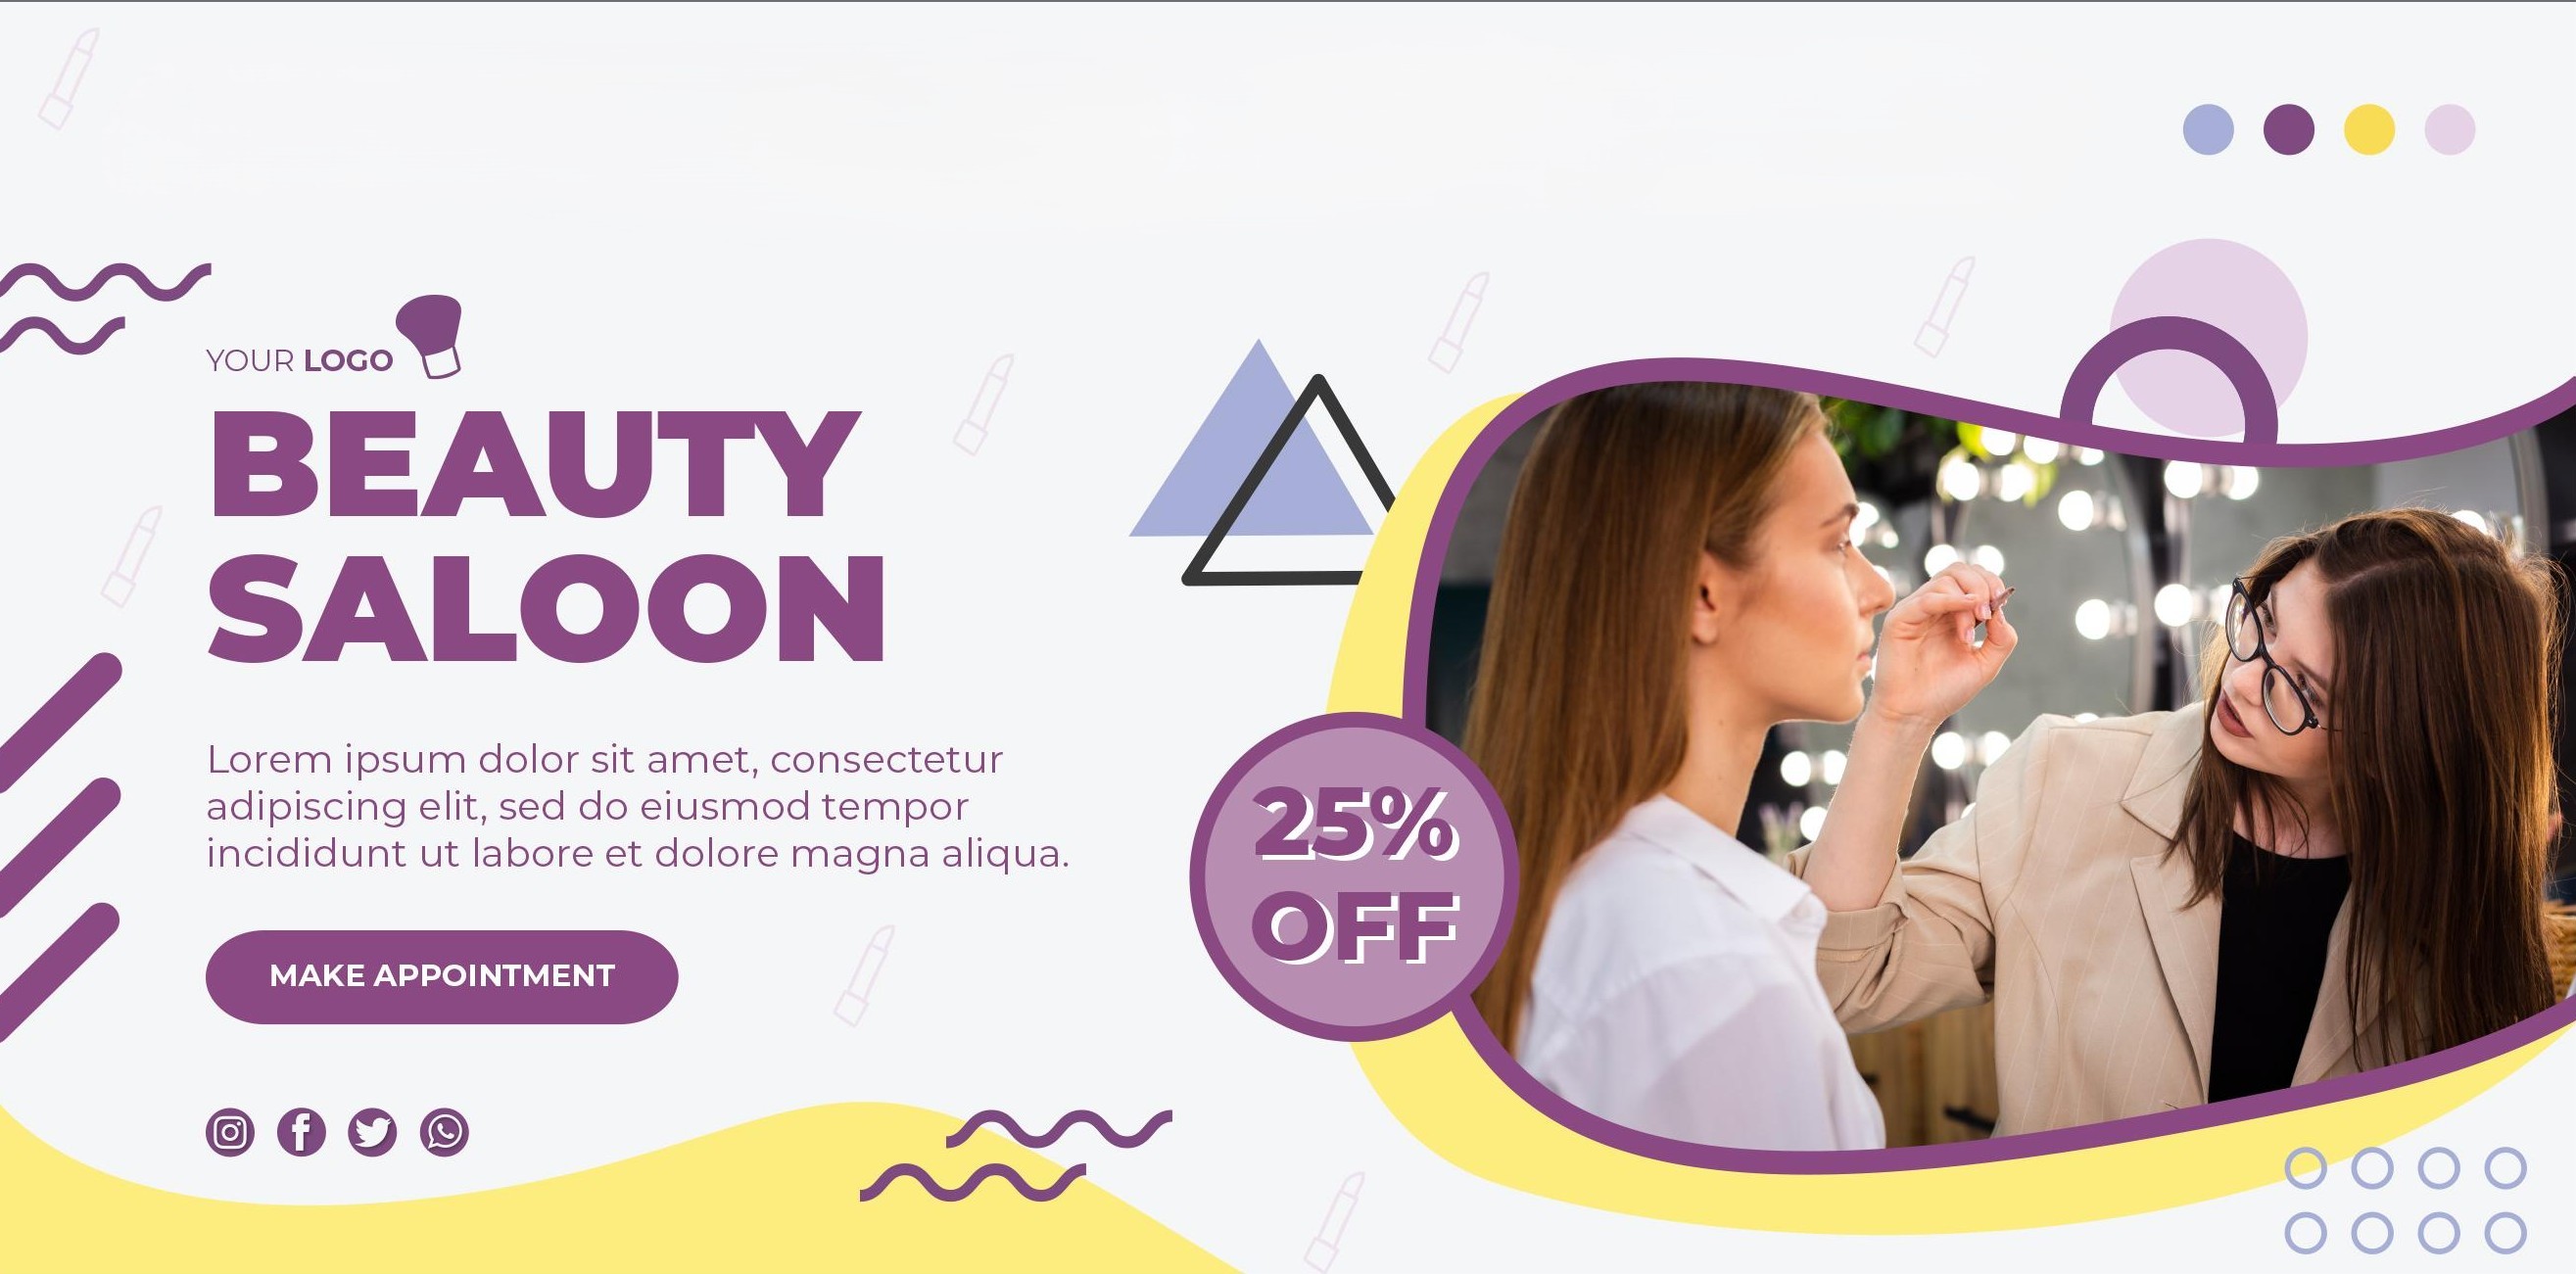 YOUR LOGO
BEAUTY
SALOON
Lorem ipsum dolor sit amet, consectetur
adipiscing elit, sed do eiusmod tempor
incididunt ut labore et dolore magna aliqua.
MAKE APPOINTMENT
25%
OFF